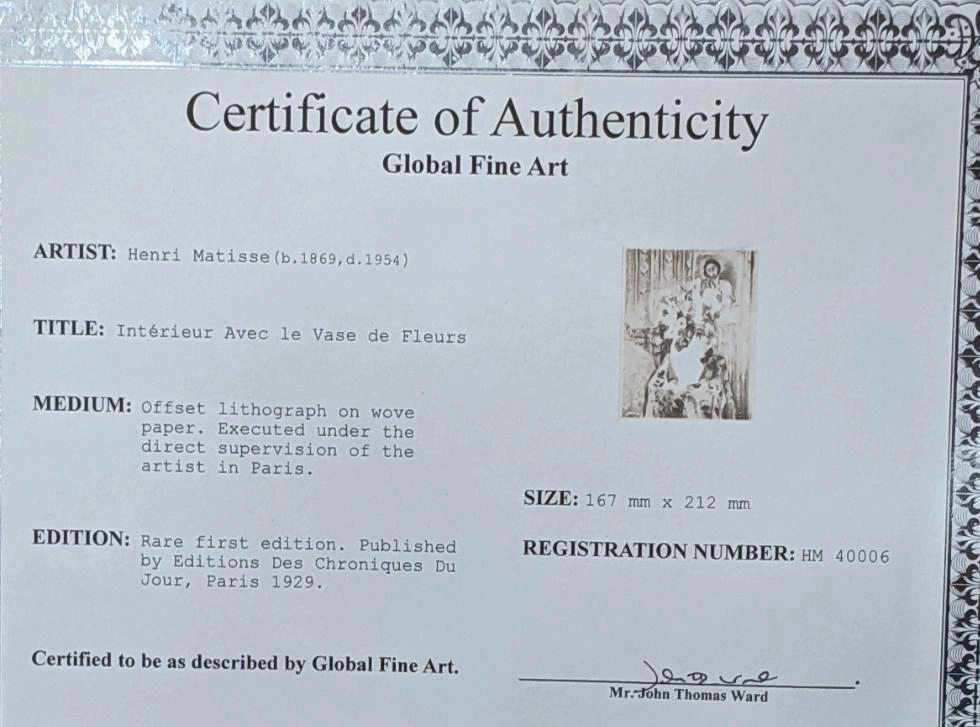 Certificate of Authenticity
Global Fine Art
ARTIST: Henri Matisse(b.1869,d.1954)
TITLE: Intérieur Avec le Vase de Fleurs
MEDIUM: Offset lithograph on wove
paper. Executed under the
direct supervision of the
artist in Paris.
SIZE: 167 mm x 212 mm
EDITION: Rare first edition. Published
by Editions Des Chroniques Du
Jour, Paris 1929.
REGISTRATION NUMBER: HM 40006
Certified to be as described by Global Fine Art.
Mr. John Thomas Ward